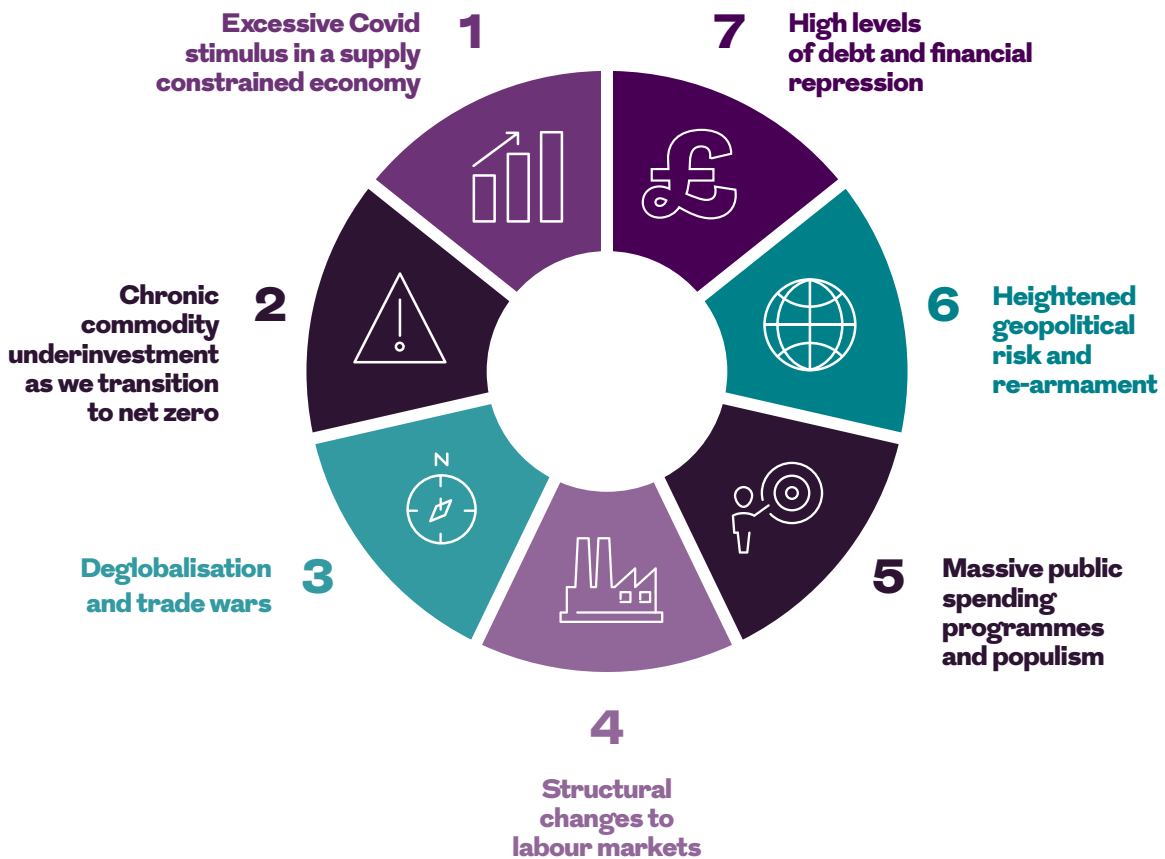 1
Excessive Covid
stimulus in a supply
constrained economy
2
Chronic
commodity
underinvestment
as we transition
to net zero
N
3
Deglobalisation
and trade wars
4
Structural
changes to
labour markets
5
Massive public
spending
programmes
and populism
6
Heightened
geopolitical
risk and
re-armament
7
High levels
of debt and financial
repression
£